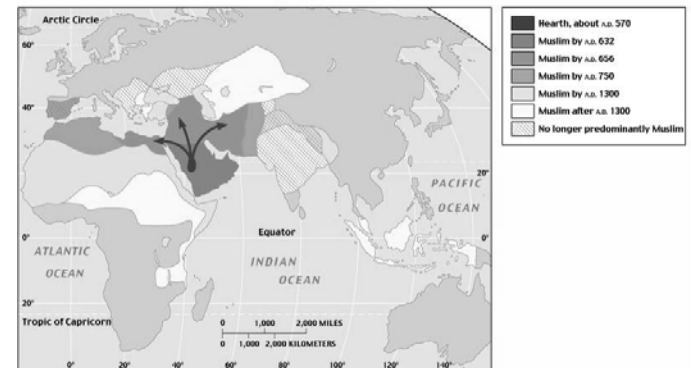 Arctic Circle
60°
40°
20°
PACIFIC
OCEAN
Equator
0°
0°
ATLANTIC
OCEAN
INDIAN
OCEAN
20°
Tropic of Capricorn
0 1,000 2,000 MILES
0 1,000 2,000 KILOMETERS
0° 20° 40° 60° 80° 100° 120° 140°
Hearth, about A.D. 570
Muslim by A.D. 632
Muslim by A.D. 656
Muslim by A.D. 750
Muslim by A.D. 1300
Muslim after A.D. 1300
No longer predominantly Muslim